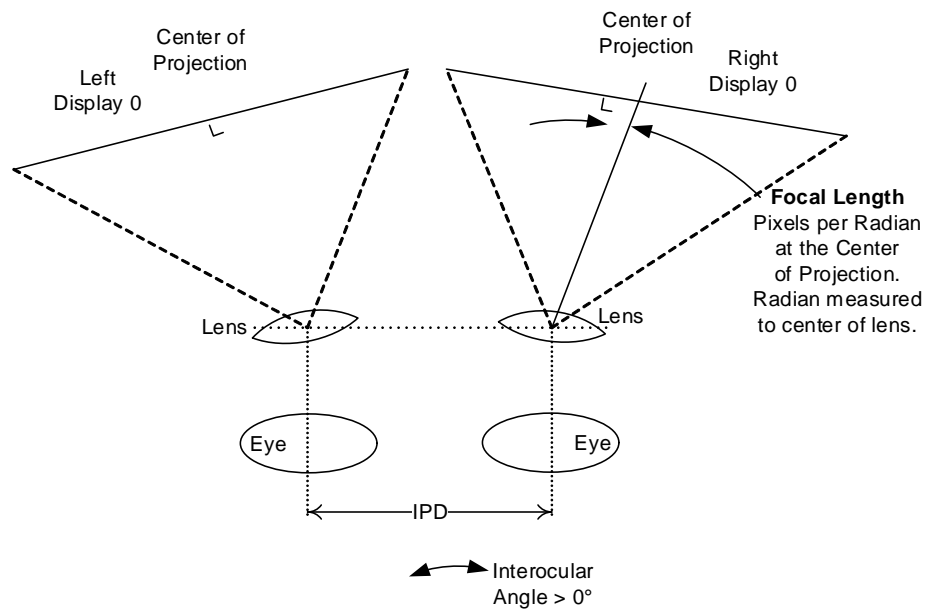 Center of
Projection
Left
Display 0
Center of
Projection
Right
Display 0
Focal Length
Pixels per Radian
at the Center
of Projection.
Radian measured
to center of lens.
Lens
Lens
Eye
Eye
IPD
Interocular
Angle > 0°